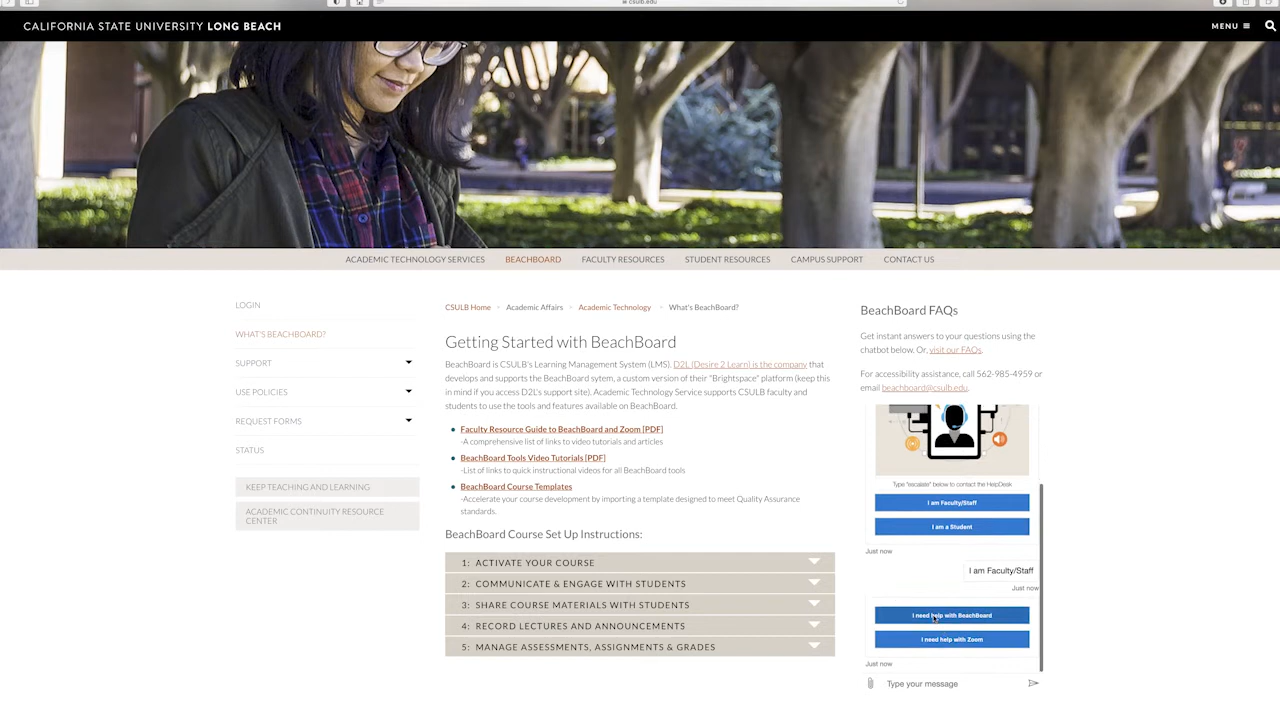 csulb.edu
CALIFORNIA STATE UNIVERSITY LONG BEACH
MENU
ACADEMIC TECHNOLOGY SERVICES BEACHBOARD FACULTY RESOURCES STUDENT RESOURCES CAMPUS SUPPORT CONTACT US
LOGIN
WHAT'S BEACHBOARD?
SUPPORT
USE POLICIES
REQUEST FORMS
STATUS
KEEP TEACHING AND LEARNING
ACADEMIC CONTINUITY RESOURCE
CENTER
CSULB Home Academic Affairs Academic Technology What's BeachBoard?
Getting Started with BeachBoard
BeachBoard is CSULB's Learning Management System (LMS). D2L (Desire 2 Learn) is the company that
develops and supports the BeachBoard sytem, a custom version of their "Brightspace" platform (keep this
in mind if you access D2L's support site). Academic Technology Service supports CSULB faculty and
students to use the tools and features available on BeachBoard.
Faculty Resource Guide to BeachBoard and Zoom [PDF]
-A comprehensive list of links to video tutorials and articles
BeachBoard Tools Video Tutorials [PDF]
-List of links to quick instructional videos for all BeachBoard tools
BeachBoard Course Templates
-Accelerate your course development by importing a template designed to meet Quality Assurance
standards.
BeachBoard Course Set Up Instructions:
1: ACTIVATE YOUR COURSE
2: COMMUNICATE & ENGAGE WITH STUDENTS
3: SHARE COURSE MATERIALS WITH STUDENTS
4: RECORD LECTURES AND ANNOUNCEMENTS
5: MANAGE ASSESSMENTS, ASSIGNMENTS & GRADES
BeachBoard FAQs
Get instant answers to your questions using the
chatbot below. Or, visit our FAQs.
For accessibility assistance, call 562-985-4959 or
email beachboard@csulb.edu.
Type "escalate" below to contact the HelpDesk
I am Faculty/Staff
I am a Student
Just now
I am Faculty/Staff
Just now
I need help with BeachBoard
I need help with Zoom
Just now
Type your message